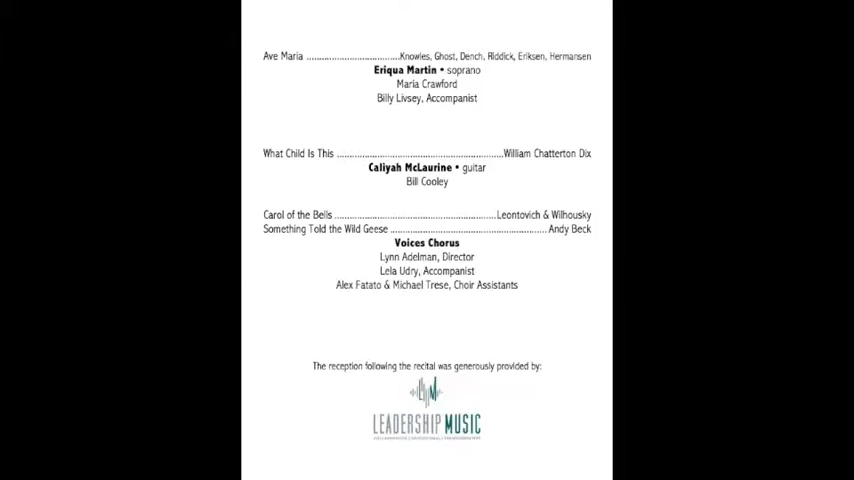 Ave Maria ..................................Knowles, Ghost, Dench, Riddick, Eriksen, Hermansen
Eriqua Martin • soprano
Maria Crawford
Billy Livsey, Accompanist
What Child Is This ............................................................William Chatterton Dix
Caliyah McLaurine • guitar
Bill Cooley
Carol of the Bells ..........................................................Leontovich & Wilhousky
Something Told the Wild Geese ........................................................ Andy Beck
Voices Chorus
Lynn Adelman, Director
Lela Udry, Accompanist
Alex Fatato & Michael Trese, Choir Assistants
The reception following the recital was generously provided by:
LM
LEADERSHIP MUSIC